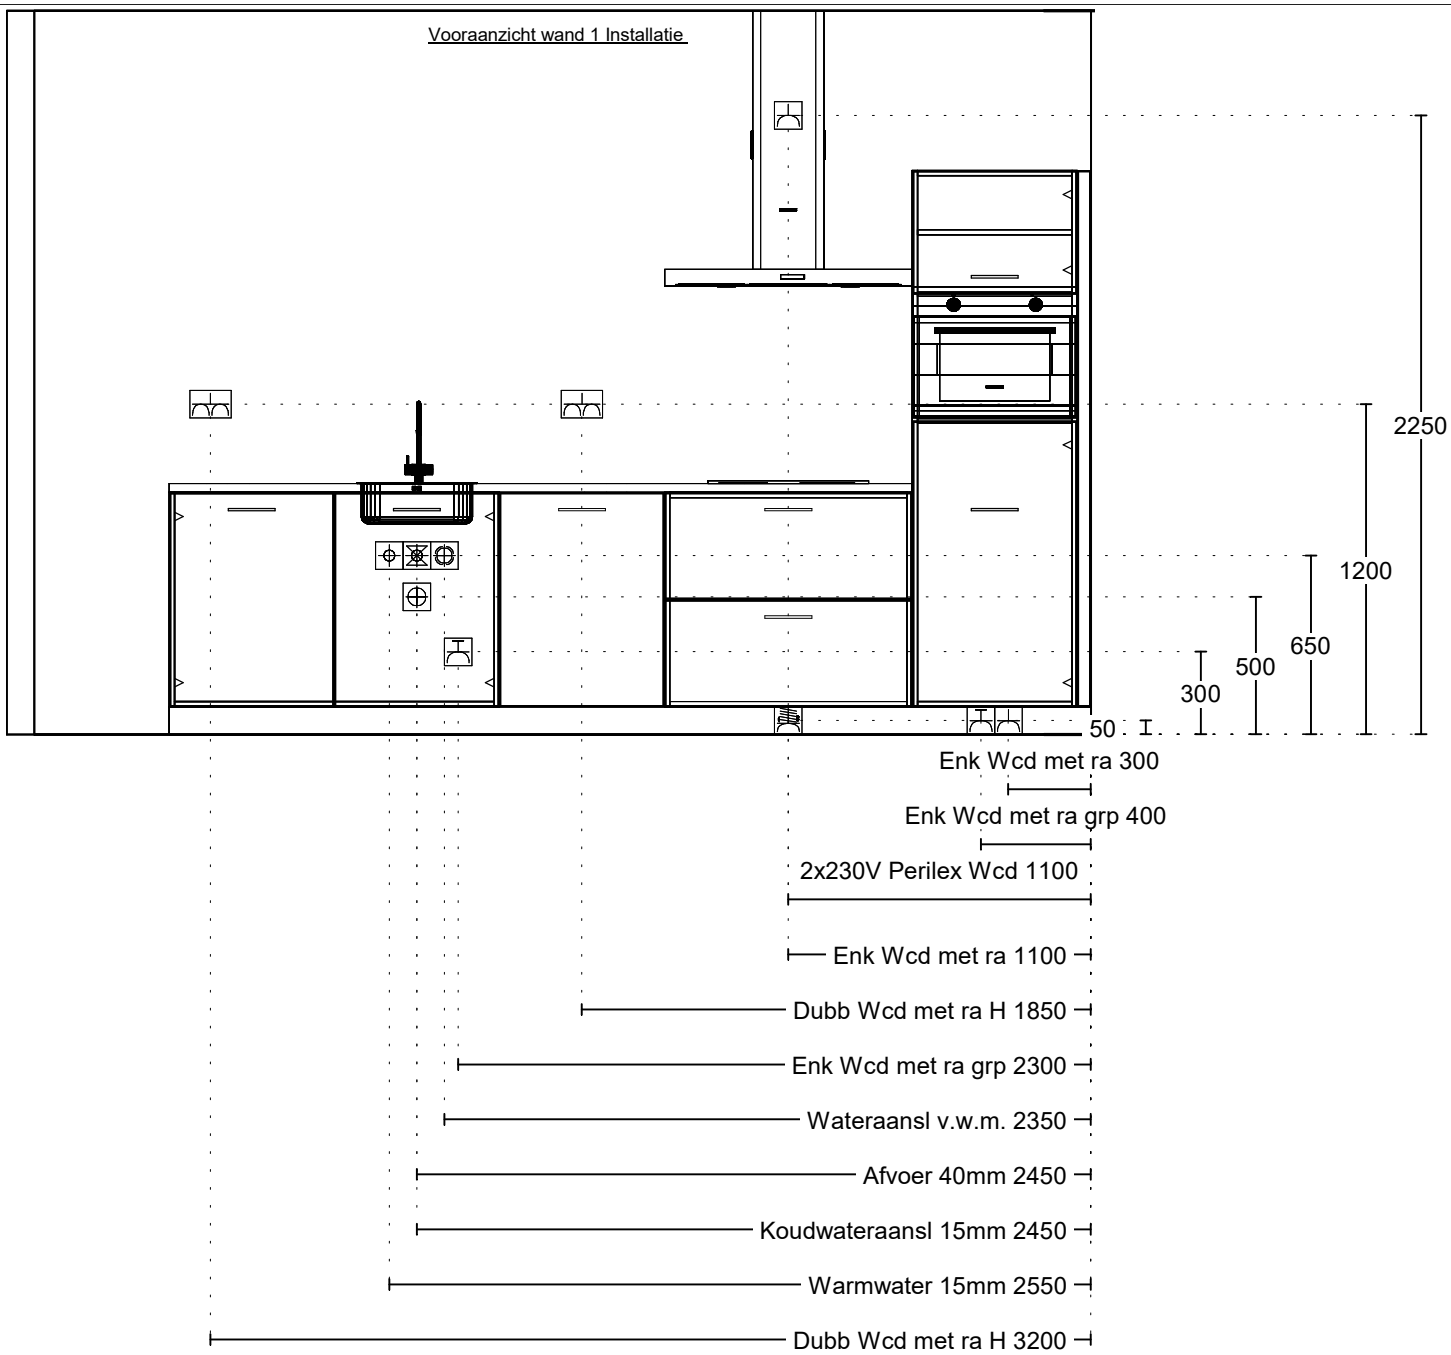 Vooraanzicht wand 1 Installatie
2250
1200
650
500
300
50
Enk Wcd met ra 300
Enk Wcd met ra grp 400
2x230V Perilex Wcd 1100
Enk Wcd met ra 1100
Dubb Wcd met ra H 1850
Enk Wcd met ra grp 2300
Wateraansl v.w.m. 2350
Afvoer 40mm 2450
Koudwateraansl 15mm 2450
Warmwater 15mm 2550
Dubb Wcd met ra H 3200